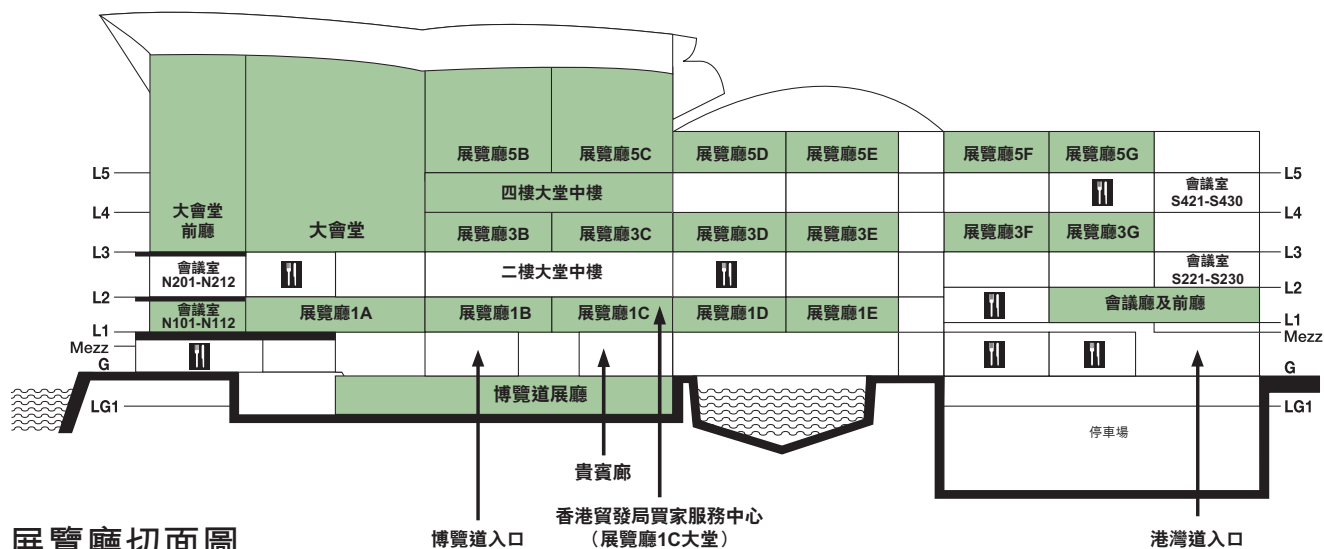 展覽廳5B
展覽廳5C
展覽廳5D
展覽廳5E
展覽廳5F
展覽廳5G
L5
L5
四樓大堂中樓
會議室
S421-S430
L4
L4
大會堂
前廳
大會堂
展覽廳3B
展覽廳3C
展覽廳3D
展覽廳3E
展覽廳3F
展覽廳3G
L3
L3
會議室
N201-N212
二樓大堂中樓
會議室
S221-S230
L2
L2
會議室
N101-N112
展覽廳1A
展覽廳1B
展覽廳1C
展覽廳1D
展覽廳1E
會議廳及前廳
L1
L1
Mezz
Mezz
G
G
博覽道展廳
LG1
LG1
停車場
貴賓廊
香港貿發局買家服務中心
（展覽廳1C大堂）
博覽道入口
港灣道入口
展覽廳切面圖